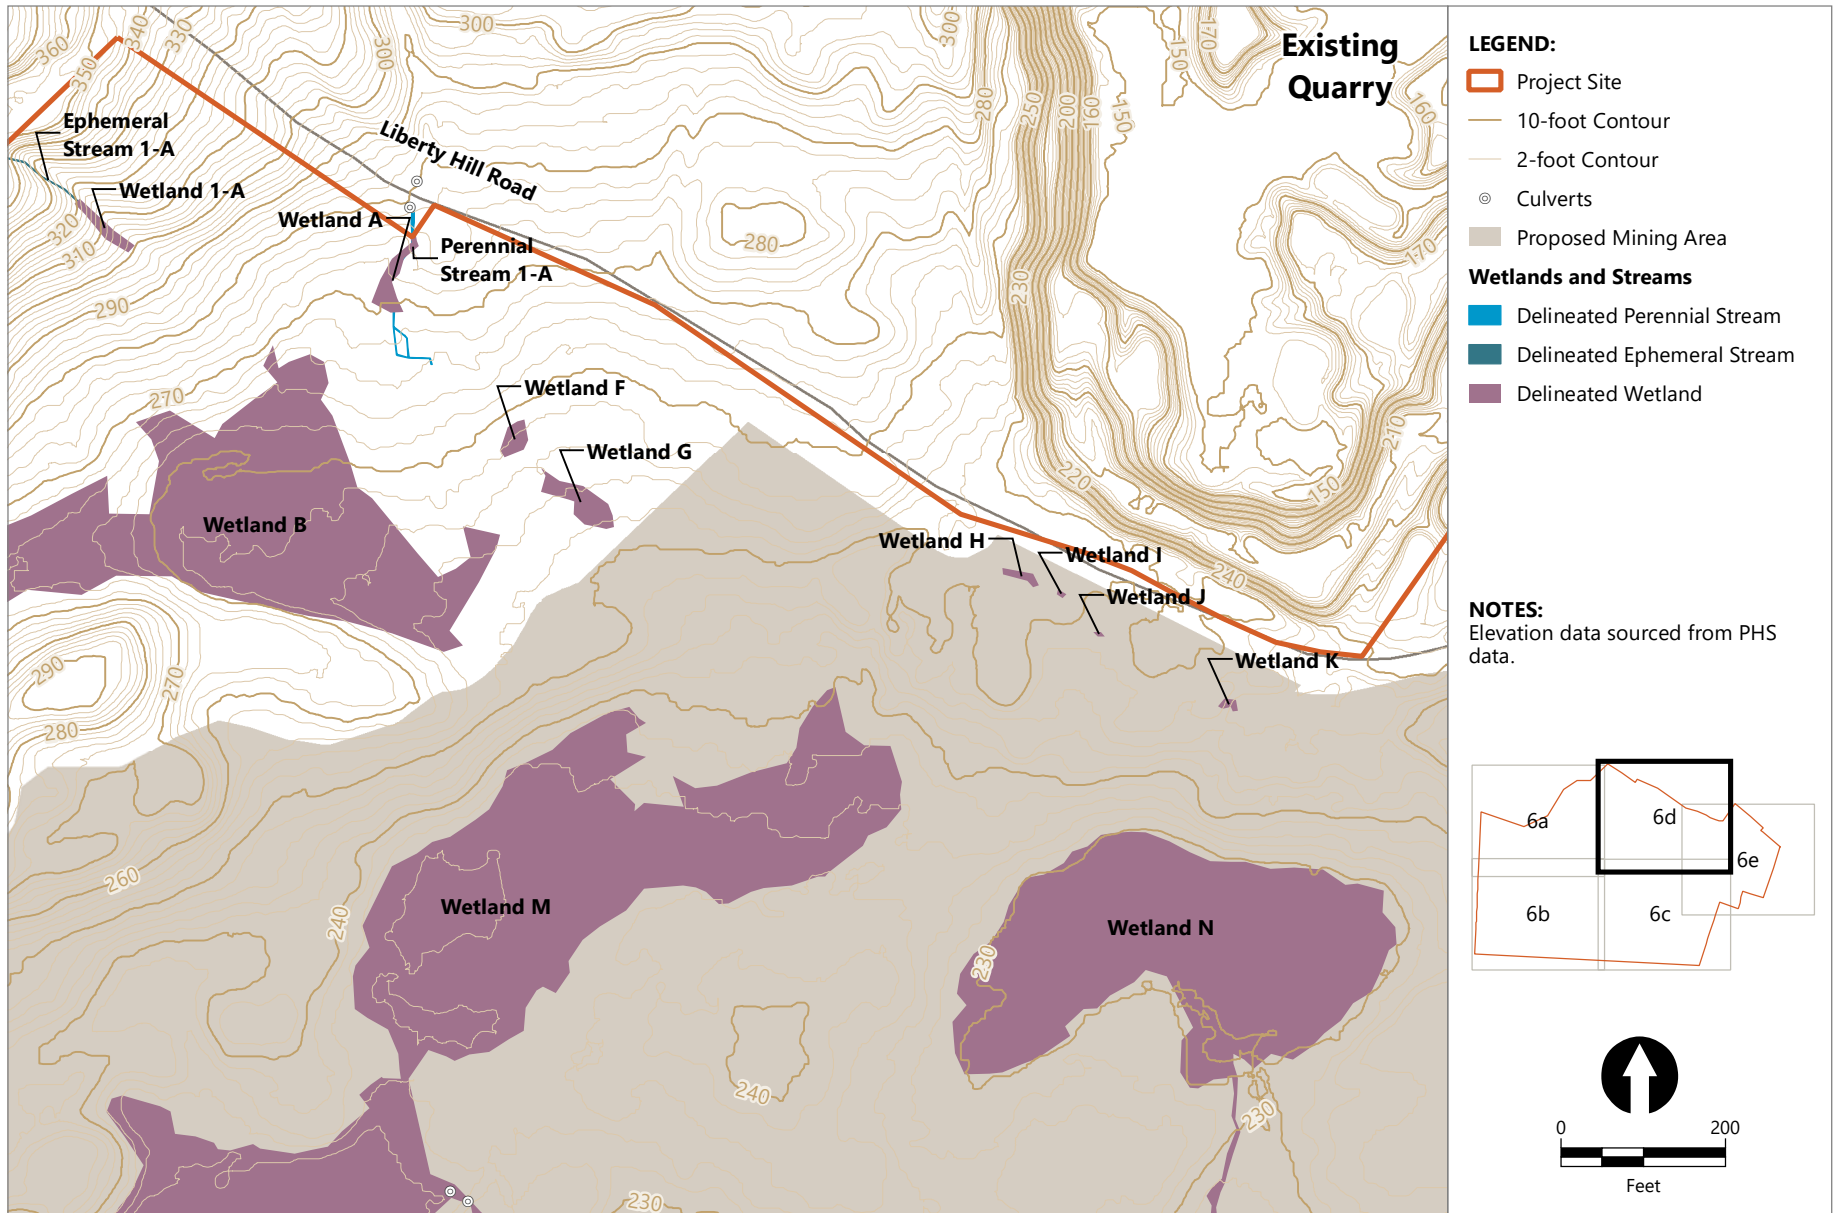 360
340
330
350
300
300
300
280
250
200
160
150
150
170
160
170
Existing
Quarry
Ephemeral
Stream 1-A
Wetland 1-A
320
310
290
Liberty Hill Road
Wetland A
Perennial
Stream 1-A
280
230
270
Wetland F
Wetland G
220
210
150
240
Wetland B
Wetland H
Wetland I
Wetland J
Wetland K
290
270
280
260
240
Wetland M
Wetland N
230
240
230
230
LEGEND:
Project Site
10-foot Contour
2-foot Contour
Culverts
Proposed Mining Area
Wetlands and Streams
Delineated Perennial Stream
Delineated Ephemeral Stream
Delineated Wetland
NOTES:
Elevation data sourced from PHS
data.
6a
6d
6e
6b
6c
0 200
Feet